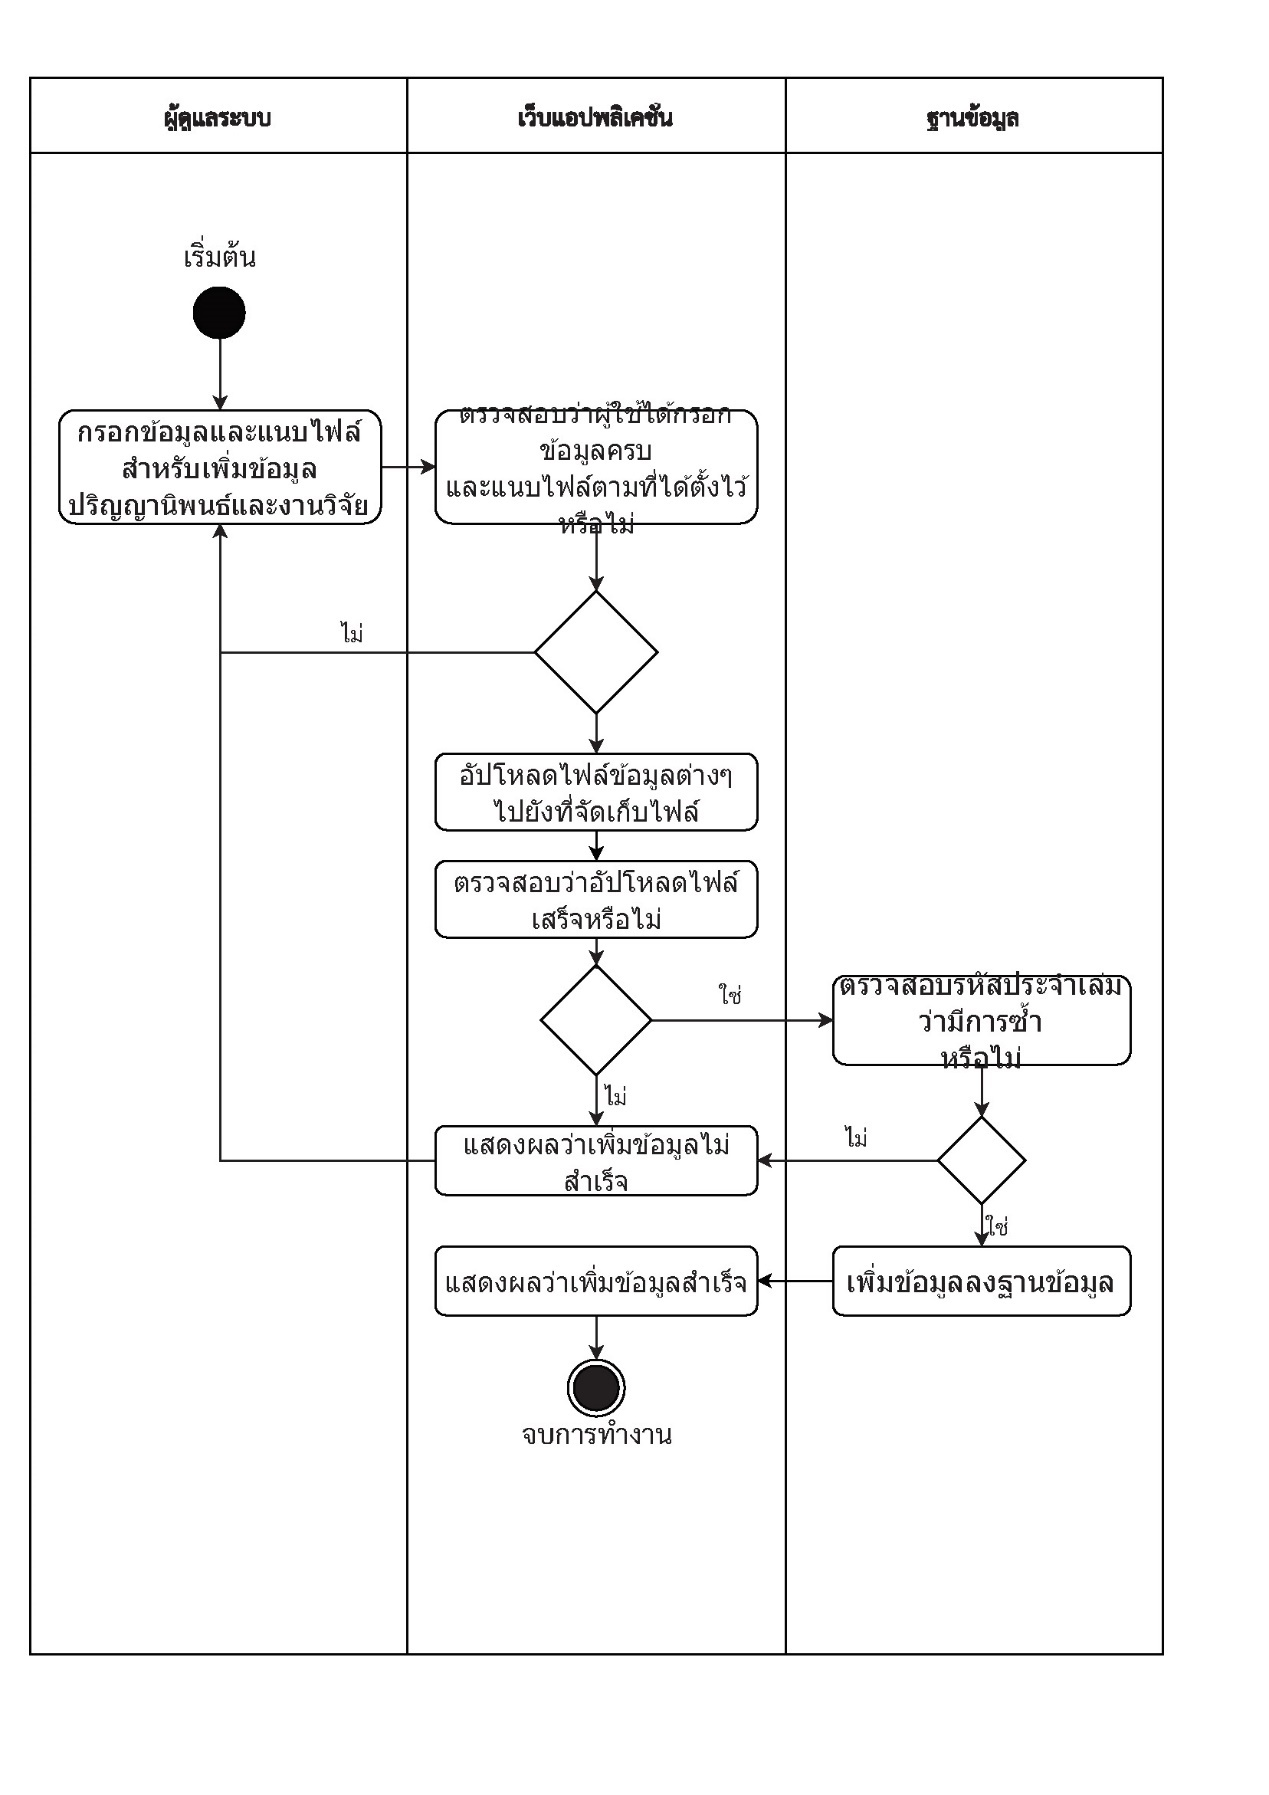 ผู้ดูแลระบบ
เว็บแอปพลิเคชั่น
ฐานข้อมูล
เริ่มต้น
กรอกข้อมูลและแนบไฟล์
สำหรับเพิ่มข้อมูล
ปริญญานิพนธ์และงานวิจัย
ตรวจสอบว่าผู้ใช้ได้กรอก
ข้อมูลครบ
และแนบไฟล์ตามที่ได้ตั้งไว้
หรือไม่
ไม่
อัปโหลดไฟล์ข้อมูลต่างๆ
ไปยังที่จัดเก็บไฟล์
ตรวจสอบว่าอัปโหลดไฟล์
เสร็จหรือไม่
ใช่
ตรวจสอบรหัสประจำเล่ม
ว่ามีการซ้ำ
หรือไม่
ไม่
แสดงผลว่าเพิ่มข้อมูลไม่
สำเร็จ
ไม่
ใช่
แสดงผลว่าเพิ่มข้อมูลสำเร็จ
เพิ่มข้อมูลลงฐานข้อมูล
จบการทำงาน